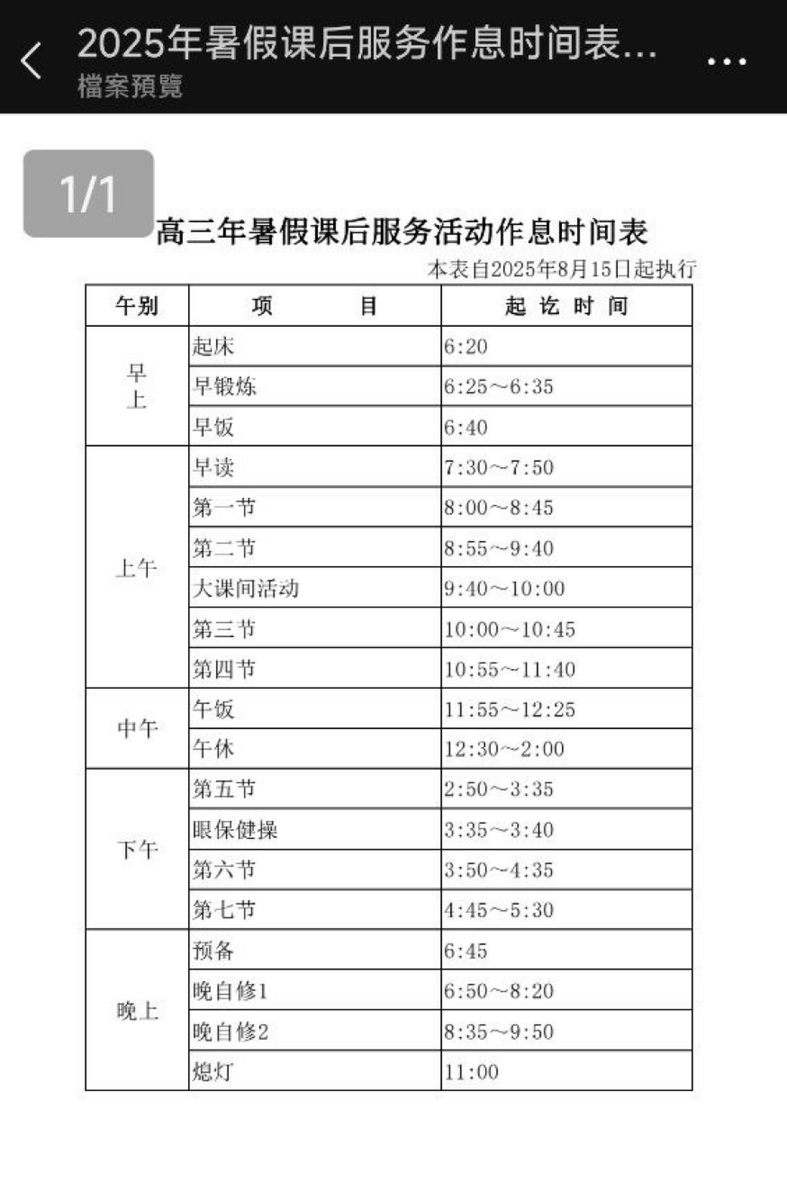 2025年暑假课后服务作息时间表...
檔案預覽
1/1
高三年暑假课后服务活动作息时间表
本表自2025年8月15日起执行
午别 项 目 起 讫 时 间
早上
起床 6:20
早锻炼 6:25～6:35
早饭 6:40
上午
早读 7:30～7:50
第一节 8:00～8:45
第二节 8:55～9:40
大课间活动 9:40～10:00
第三节 10:00～10:45
第四节 10:55～11:40
中午
午饭 11:55～12:25
午休 12:30～2:00
下午
第五节 2:50～3:35
眼保健操 3:35～3:40
第六节 3:50～4:35
第七节 4:45～5:30
晚上
预备 6:45
晚自修1 6:50～8:20
晚自修2 8:35～9:50
熄灯 11:00